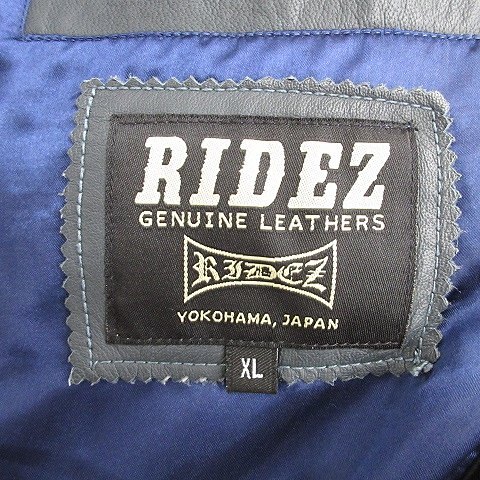 RIDEZ
GENUINE LEATHERS
RIDEZ
YOKOHAMA, JAPAN
XL